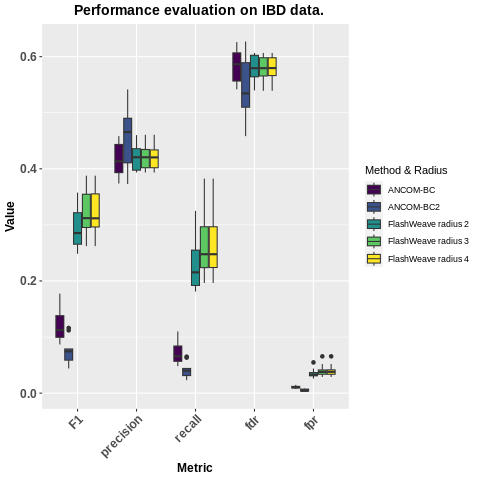 Performance evaluation on IBD data.
Value
0.6
0.4
0.2
0.0
F1
precision
recall
fdr
fpr
Metric
Method & Radius
ANCOM-BC
ANCOM-BC2
FlashWeave radius 2
FlashWeave radius 3
FlashWeave radius 4